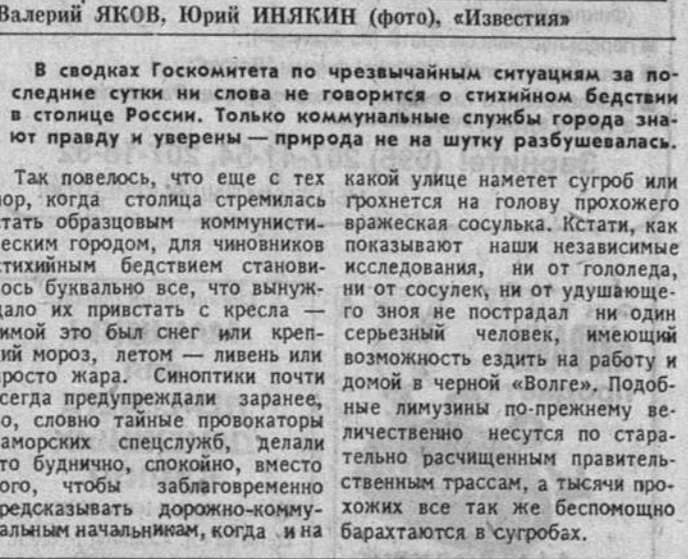 Валерий ЯКОВ, Юрий ИНЯКИН (фото), «Известия»
В сводках Госкомитета по чрезвычайным ситуациям за по-
следние сутки ни слова не говорится о стихийном бедствии
в столице России. Только коммунальные службы города зна-
ют правду и уверены — природа не на шутку разбушевалась.
Так повелось, что еще с тех
пор, когда столица стремилась
стать образцовым коммунисти-
ческим городом, для чиновников
стихийным бедствием станови-
лось буквально все, что вынуж-
дало их привстать с кресла —
зимой это был снег или креп-
кий мороз, летом — ливень или
просто жара. Синоптики почти
всегда предупреждали заранее,
но, словно тайные провокаторы
заморских спецслужб, делали
это буднично, спокойно, вместо
того, чтобы заблаговременно
предсказывать дорожно-комму-
нальным начальникам, когда и на
какой улице наметет сугроб или
грохнется на голову прохожего
вражеская сосулька. Кстати, как
показывают наши независимые
исследования, ни от гололеда,
ни от сосулек, ни от удушающе-
го зноя не пострадал ни один
серьезный человек, имеющий
возможность ездить на работу и
домой в черной «Волге». Подоб-
ные лимузины по-прежнему ве-
личественно несутся по стара-
тельно расчищенным правитель-
ственным трассам, а тысячи про-
хожих все так же беспомощно
барахтаются в сугробах.